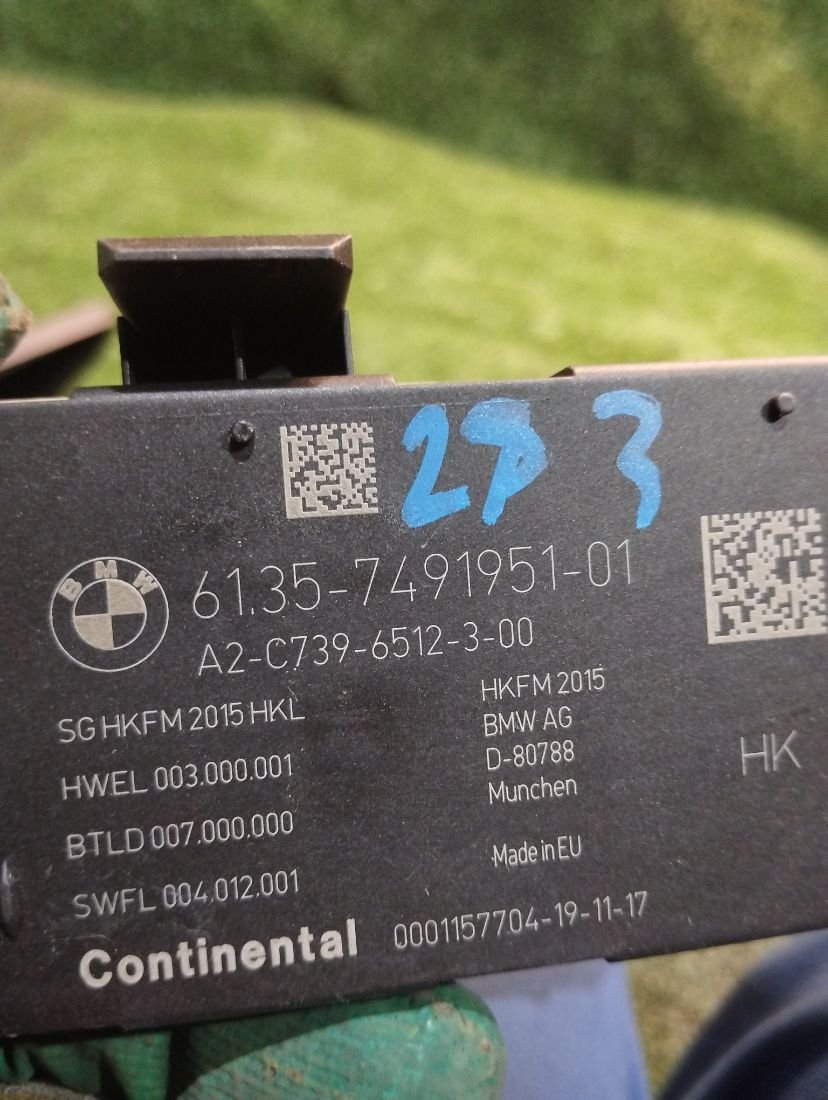 3
BMW
61.35-7491951-01
A2-C739-6512-3-00
SG HKFM 2015 HKL
HWEL 003.000.001
BTLD 007.000.000
SWFL 004.012.001
HKFM 2015
BMW AG
D-80788
Munchen
Made in EU
HK
Continental
0001157704-19-11-17